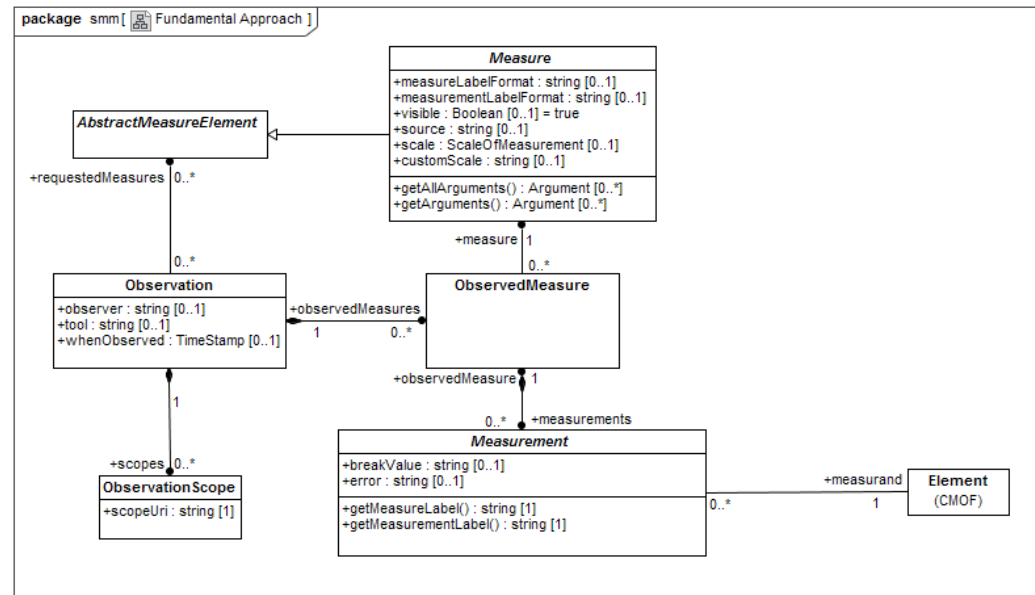 package smm[ Fundamental Approach ]
Measure
+measureLabelFormat : string [0..1]
+measurementLabelFormat : string [0..1]
+visible : Boolean [0..1] = true
+source : string [0..1]
+scale : ScaleOfMeasurement [0..1]
+customScale : string [0..1]
+getAllArguments() : Argument [0..*]
+getArguments() : Argument [0..*]
AbstractMeasureElement
+requestedMeasures 0..*
+measure 1
0..*
0..*
Observation
+observer : string [0..1]
+tool : string [0..1]
+whenObserved : TimeStamp [0..1]
+observedMeasures
1 0..*
ObservedMeasure
+observedMeasure 1
1
0..* +measurements
Measurement
+breakValue : string [0..1]
+error : string [0..1]
+getMeasureLabel() : string [1]
+getMeasurementLabel() : string [1]
+scopes 0..*
ObservationScope
+scopeUri : string [1]
+measurand
0..* 1
Element
(CMOF)